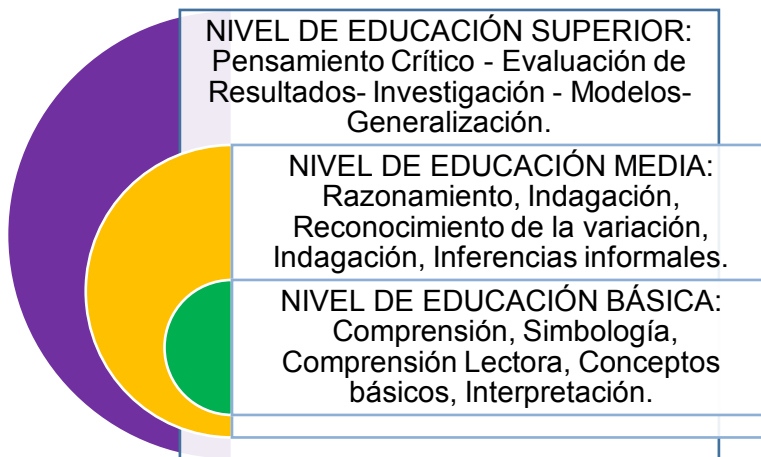 NIVEL DE EDUCACIÓN SUPERIOR:
Pensamiento Crítico - Evaluación de
Resultados- Investigación - Modelos-
Generalización.
NIVEL DE EDUCACIÓN MEDIA:
Razonamiento, Indagación,
Reconocimiento de la variación,
Indagación, Inferencias informales.
NIVEL DE EDUCACIÓN BÁSICA:
Comprensión, Simbología,
Comprensión Lectora, Conceptos
básicos, Interpretación.